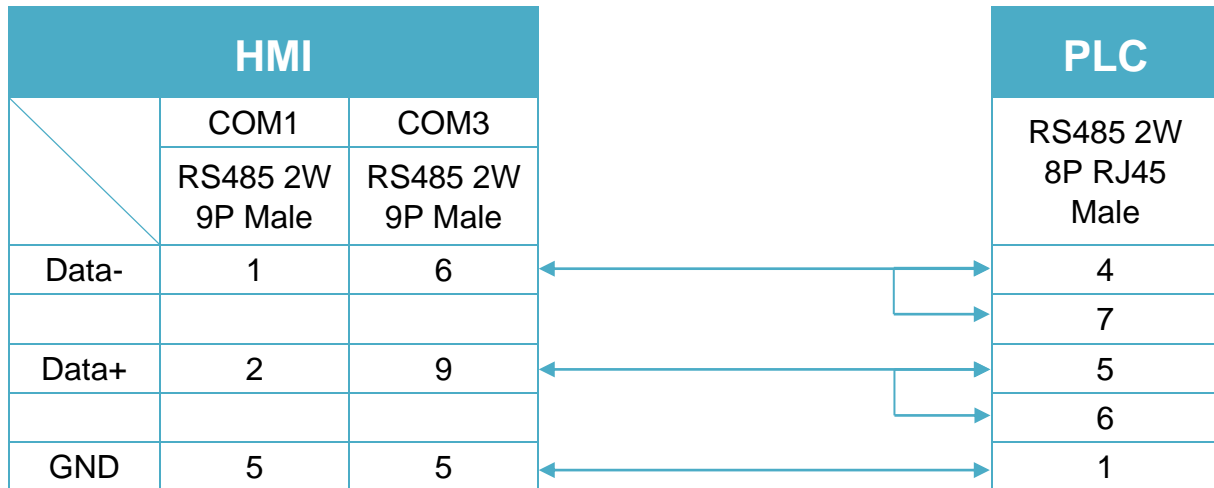 HMI
PLC
COM1 COM3
RS485 2W
9P Male
RS485 2W
9P Male
RS485 2W
8P RJ45
Male
Data- 1 6 4
7
Data+ 2 9 5
6
GND 5 5 1